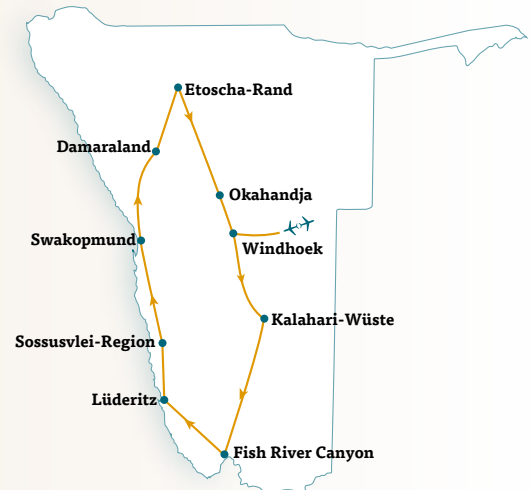 Etoscha-Rand
Damaraland
Okahandja
Swakopmund
Windhoek
Kalahari-Wüste
Sossusvlei-Region
Lüderitz
Fish River Canyon